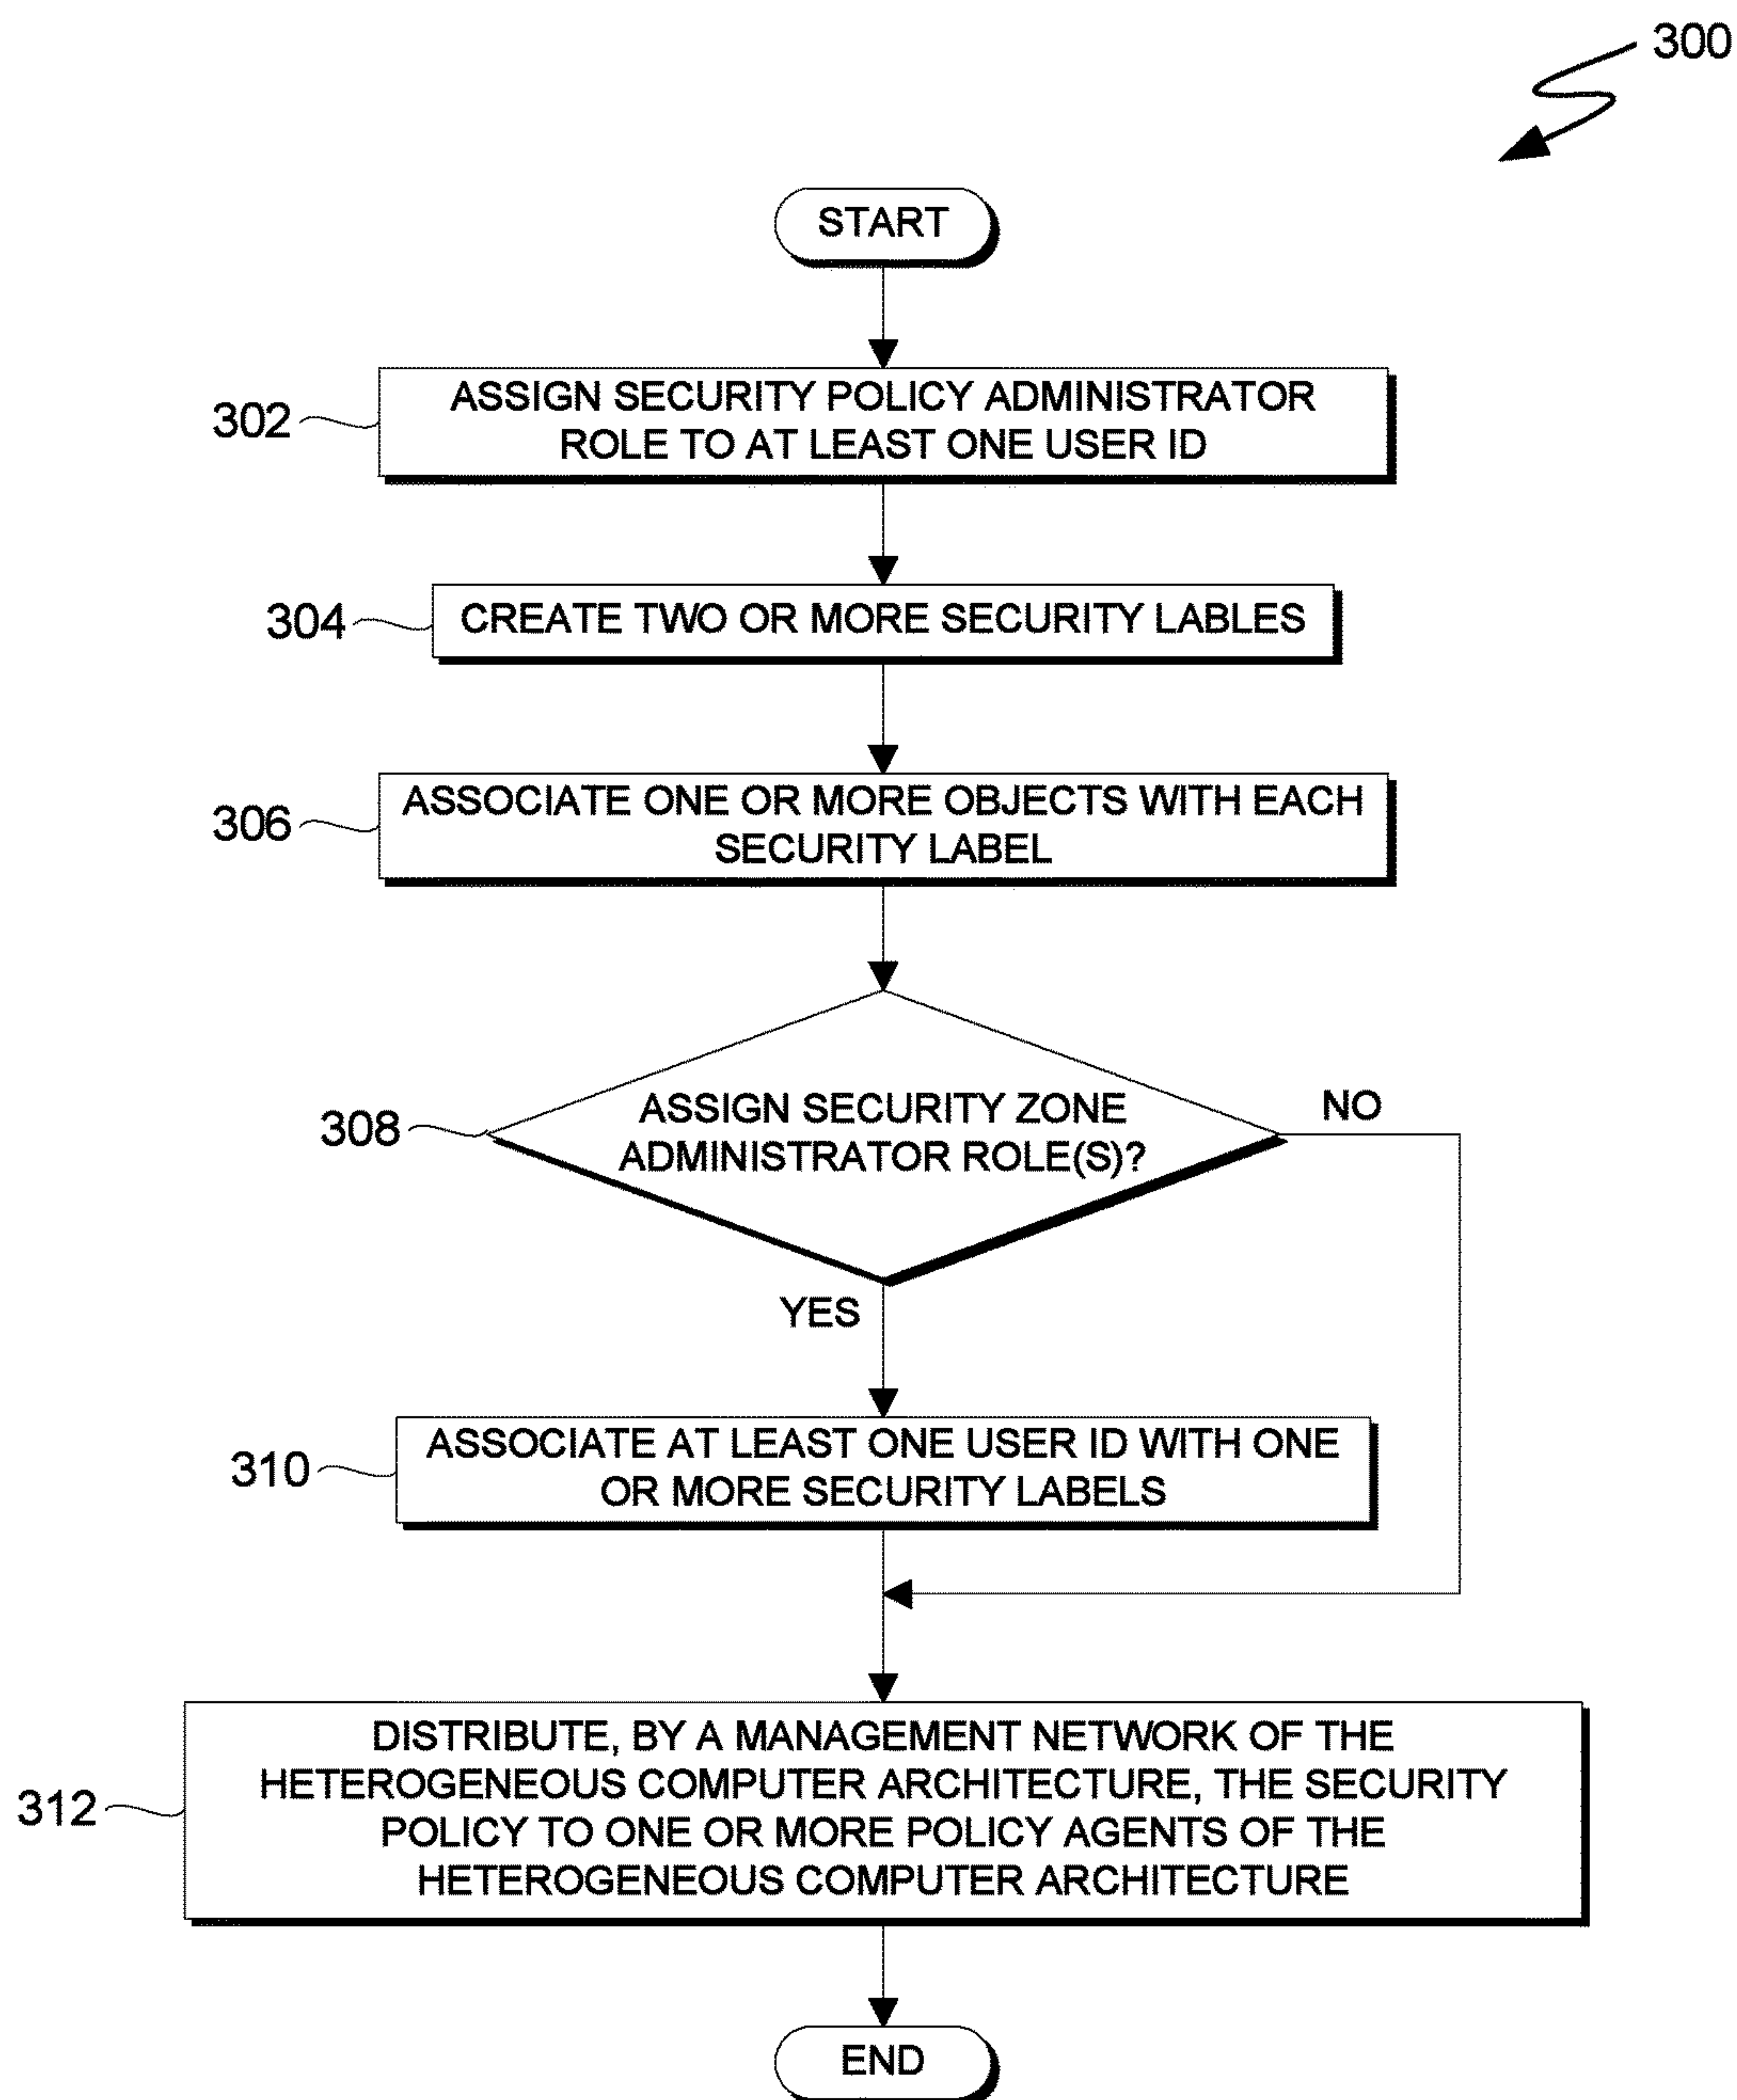 300
START
302
ASSIGN SECURITY POLICY ADMINISTRATOR
ROLE TO AT LEAST ONE USER ID
304
CREATE TWO OR MORE SECURITY LABLES
306
ASSOCIATE ONE OR MORE OBJECTS WITH EACH
SECURITY LABEL
308
ASSIGN SECURITY ZONE
ADMINISTRATOR ROLE(S)?
NO
YES
310
ASSOCIATE AT LEAST ONE USER ID WITH ONE
OR MORE SECURITY LABELS
312
DISTRIBUTE, BY A MANAGEMENT NETWORK OF THE
HETEROGENEOUS COMPUTER ARCHITECTURE, THE SECURITY
POLICY TO ONE OR MORE POLICY AGENTS OF THE
HETEROGENEOUS COMPUTER ARCHITECTURE
END